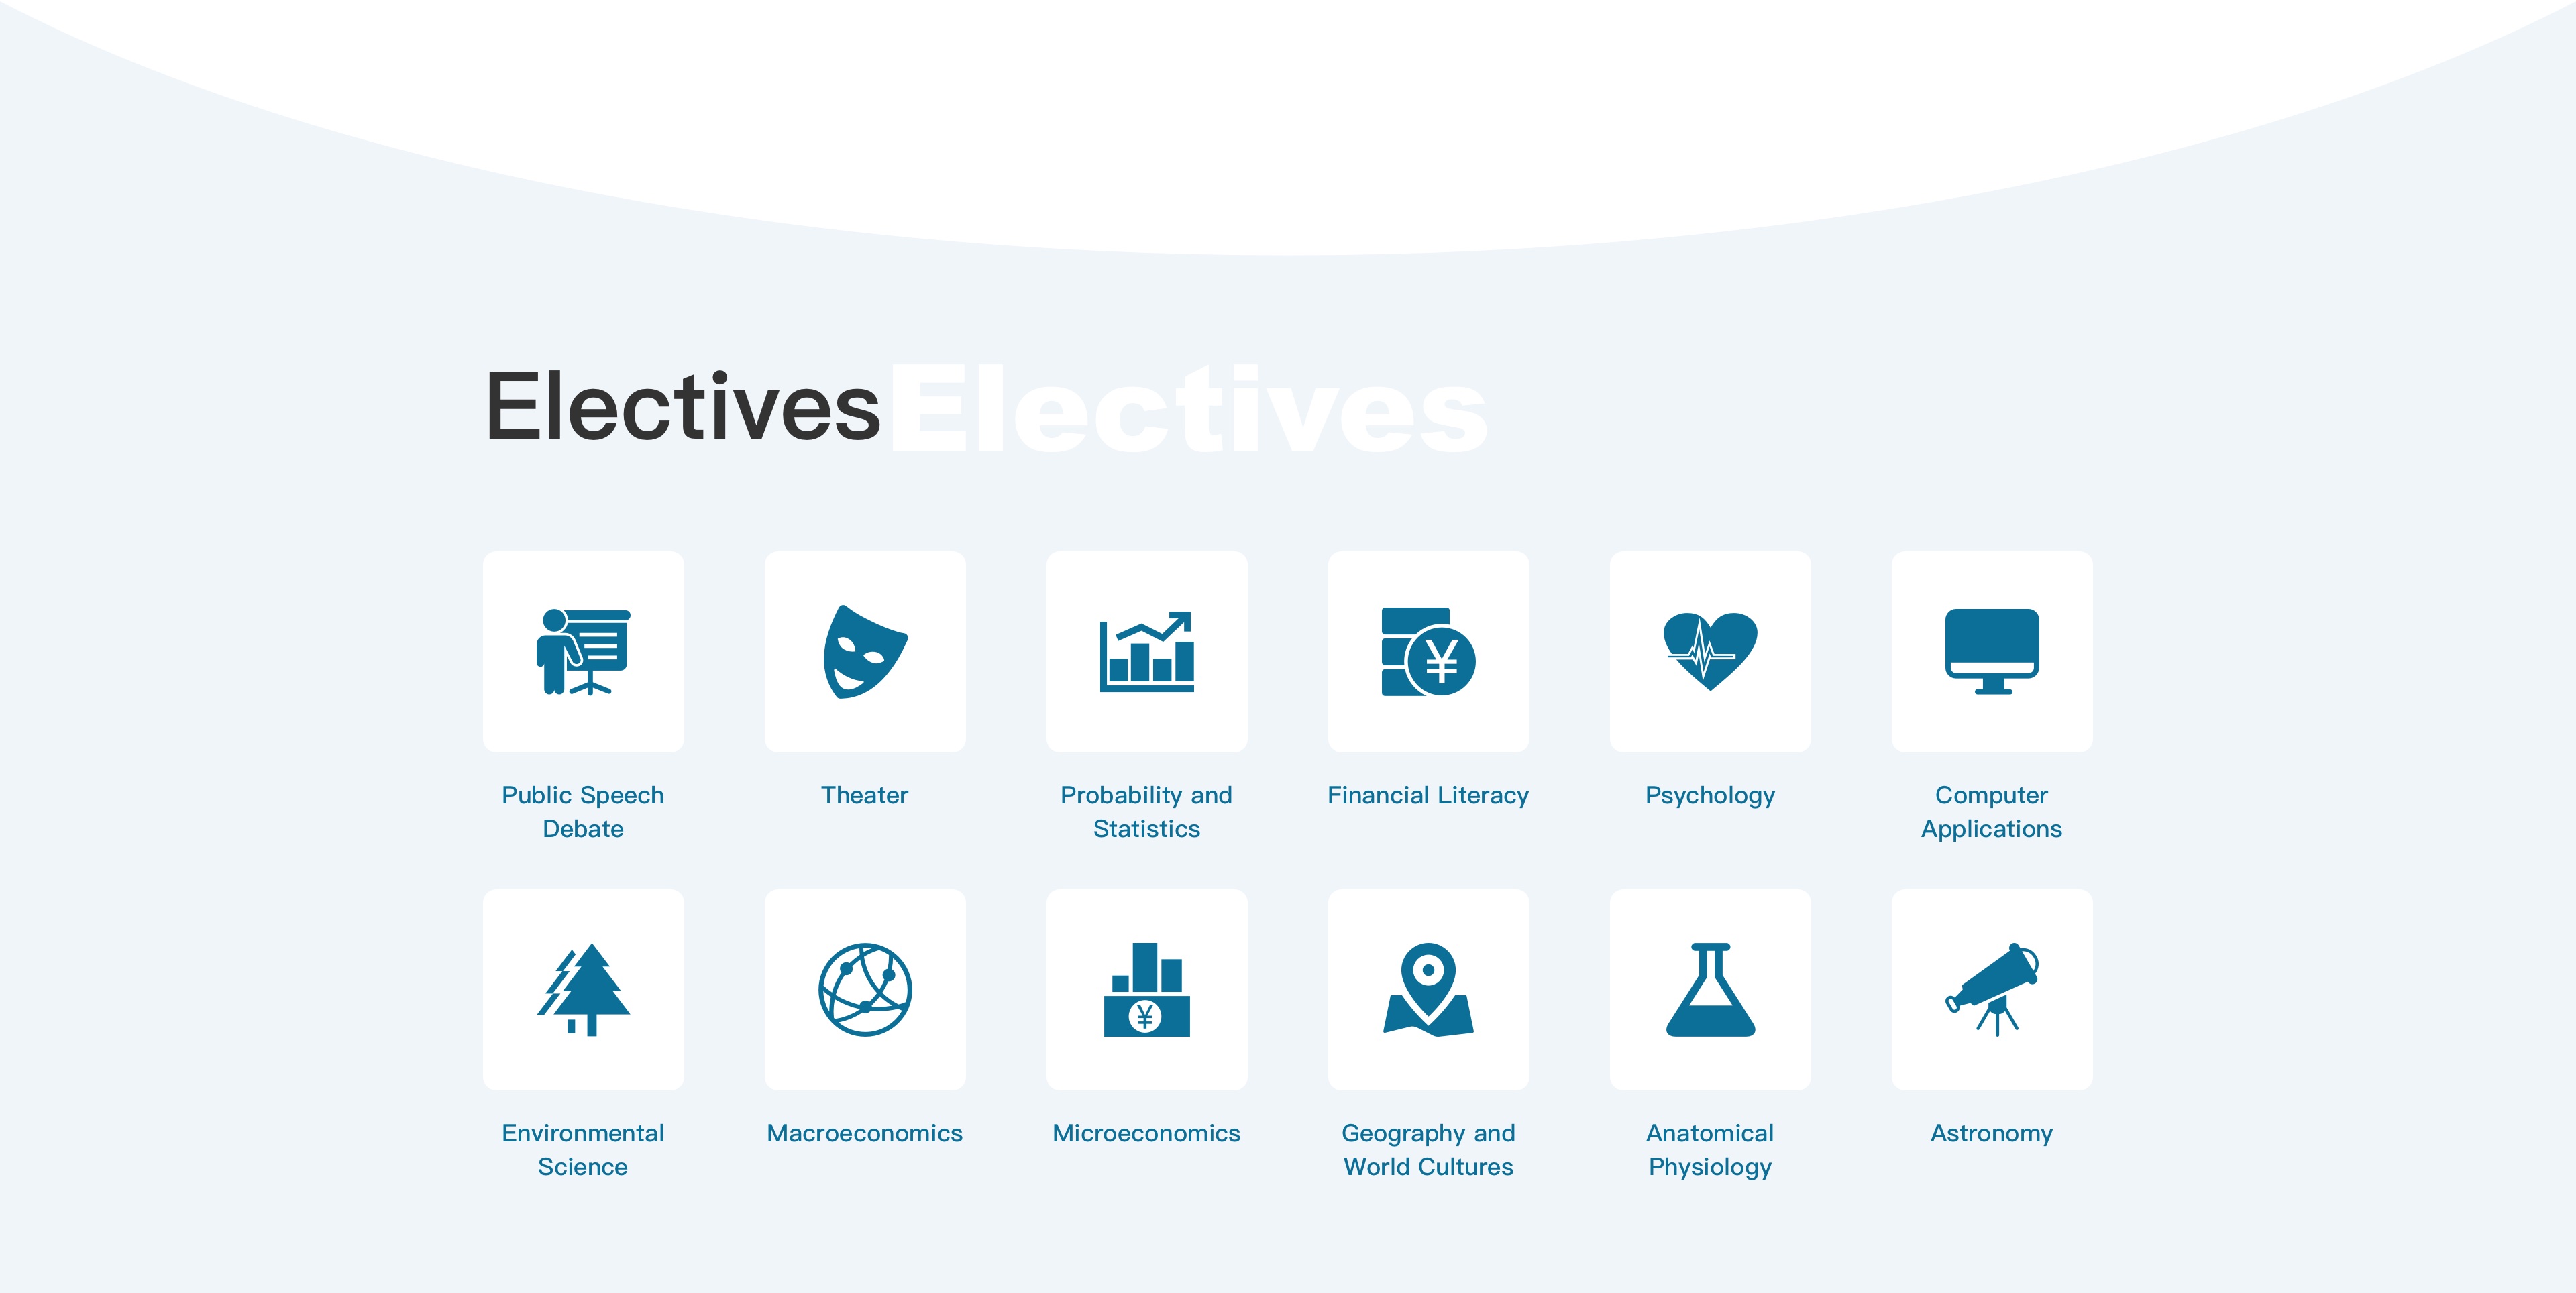 Electives Electives
Public Speech
Debate
Theater
Probability and
Statistics
Financial Literacy
¥
Psychology
Computer
Applications
Environmental
Science
Macroeconomics
¥
Microeconomics
Geography and
World Cultures
Anatomical
Physiology
Astronomy